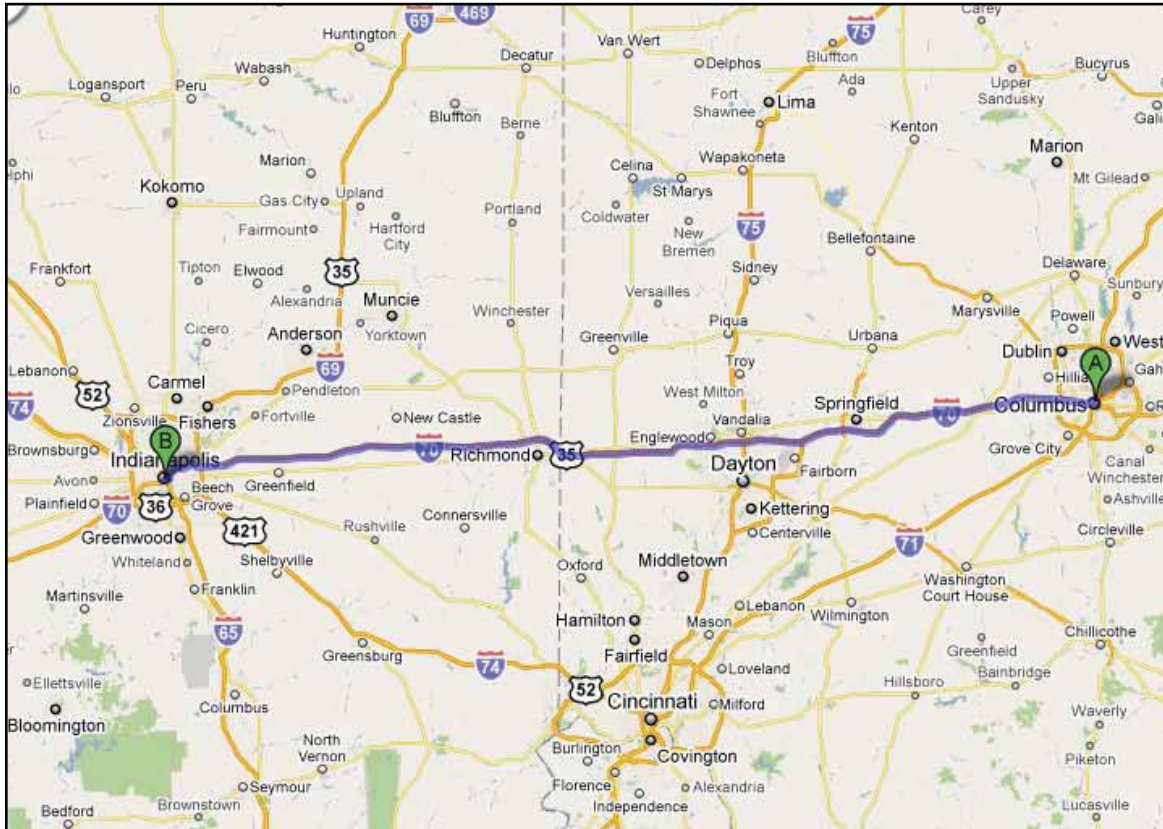 469
69
75
Carey
Huntington
Van Wert
Bluffton
Decatur
Delphos
Bucyrus
Wabash
Ada
Upper
Sandusky
Logansport
Peru
Fort
Shawnee
Lima
Bluffton
Berne
Kenton
Marion
Marion
Wapakoneta
Celina
St Marys
Mt Gilead
Kokomo
Gas City
Upland
Portland
Coldwater
Hartford
City
New
Bremen
75
Fairmount
Bellefontaine
Frankfort
Tipton
Elwood
35
Sidney
Delaware
Sunbury
Alexandria
Muncie
Versailles
Marysville
Winchester
Piqua
Urbana
Powell
Cicero
Anderson
Yorktown
Greenville
Dublin
West
Lebanon
69
Troy
52
Carmel
Pendleton
West Milton
Hillia
A
Gah
74
Zionsville
Fishers
Fortville
New Castle
Springfield
70
Columbus
Vandalia
Englewood
Brownsburg
B
70
Richmond
35
Grove City
Indianapolis
Dayton
Fairborn
Canal
Winchester
Avon
Greenfield
Plainfield
Beech
Grove
70
36
Kettering
Ashville
421
Rushville
Connersville
Centerville
71
Circleville
Greenwood
Whiteland
Shelbyville
Oxford
Middletown
Washington
Court House
Martinsville
Franklin
Lebanon
Wilmington
Hamilton
Mason
65
Fairfield
Greenfield
Chillicothe
Greensburg
74
Loveland
Bainbridge
Ellettsville
52
Hillsboro
Columbus
Cincinnati
Milford
Bloomington
Waverly
North
Vernon
Burlington
Covington
Piketon
Florence
Seymour
Alexandria
Independence
Bedford
Brownstown
Lucasville